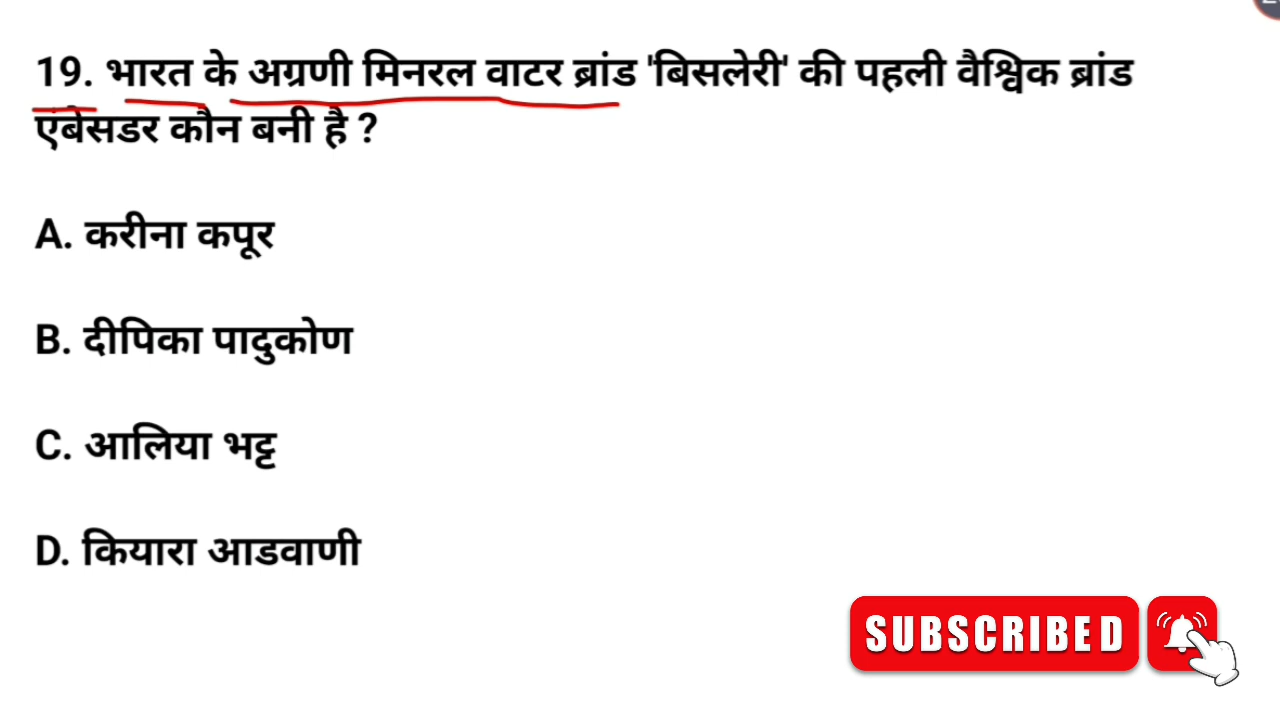 19. भारत के अग्रणी मिनरल वाटर ब्रांड 'बिसलेरी' की पहली वैश्विक ब्रांड
एंबेसडर कौन बनी है ?
A. करीना कपूर
B. दीपिका पादुकोण
C. आलिया भट्ट
D. कियारा आडवाणी
SUBSCRIBED